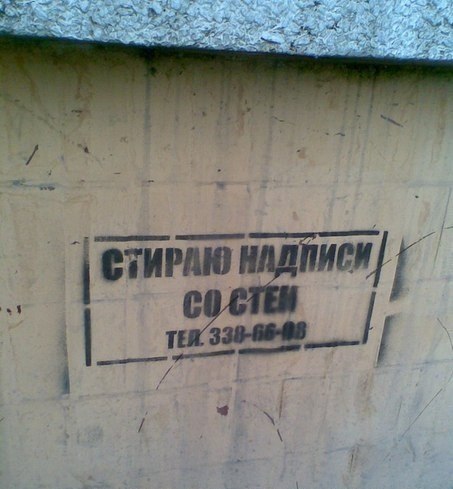 СТИРАЮ НАДПИСИ
СО СТЕН
ТЕЛ. 338-66-08